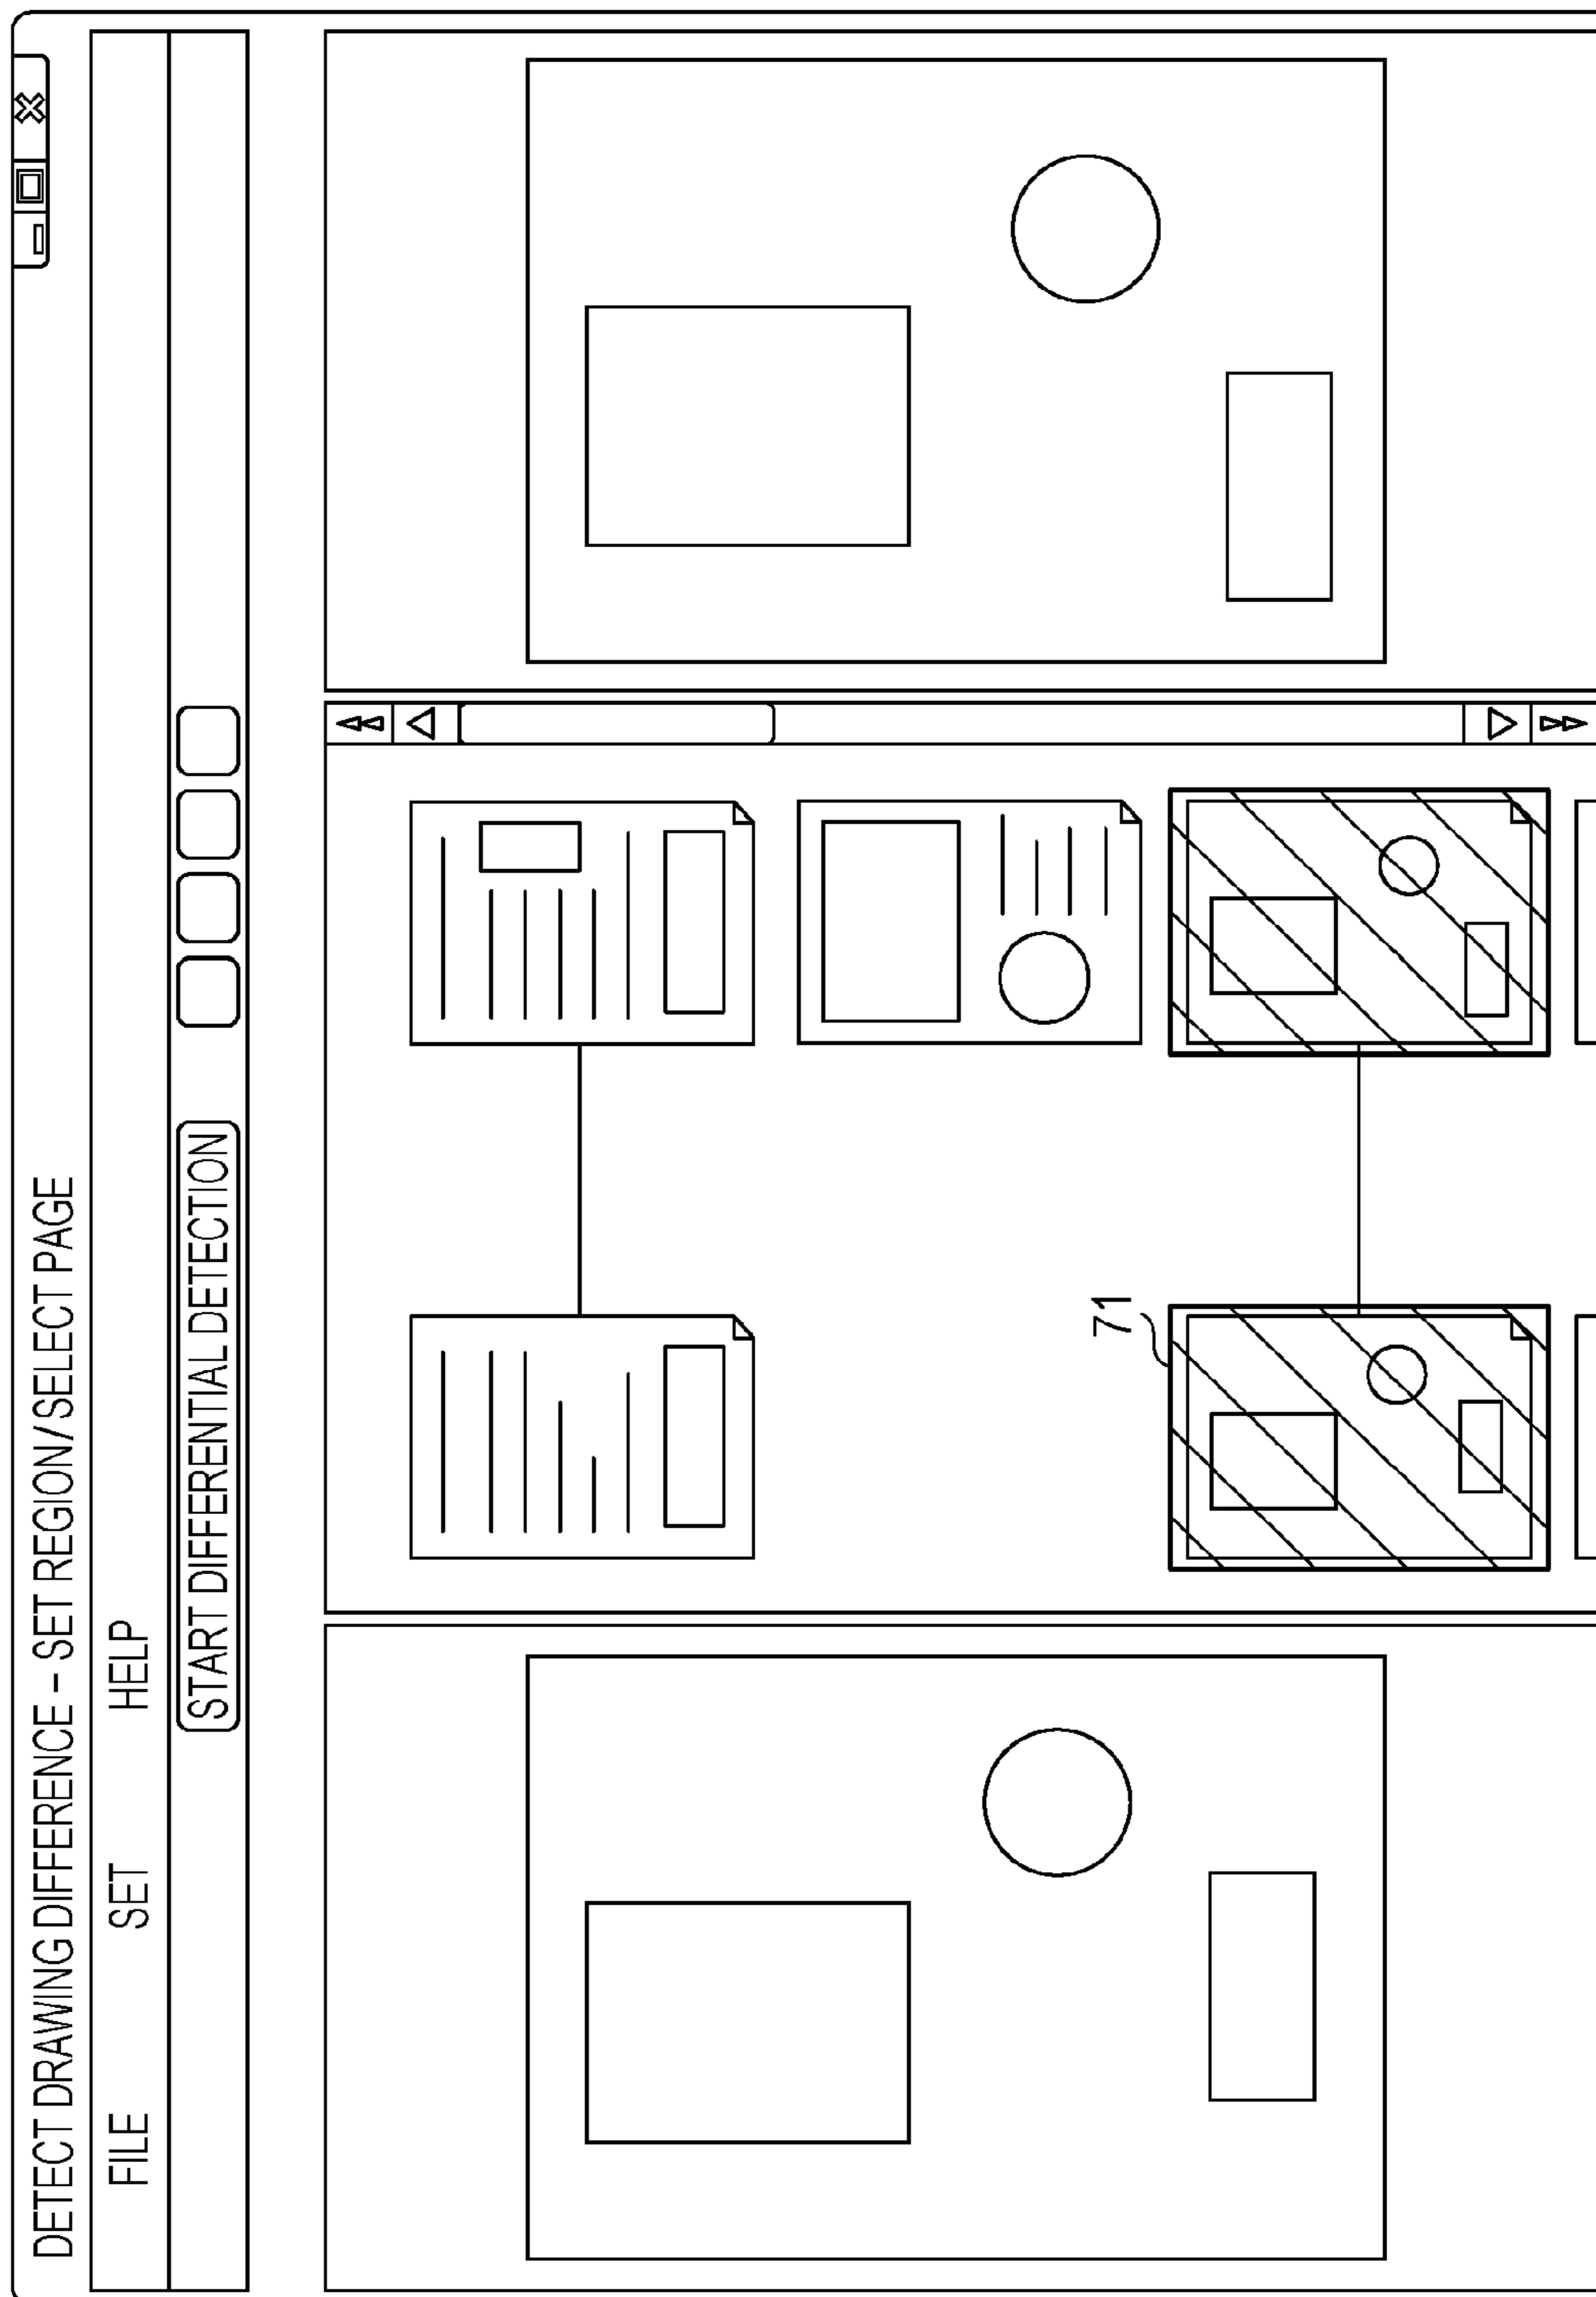 DETECT DRAWING DIFFERENCE – SET REGION/SELECT PAGE
FILE SET HELP
START DIFFERENTIAL DETECTION
71